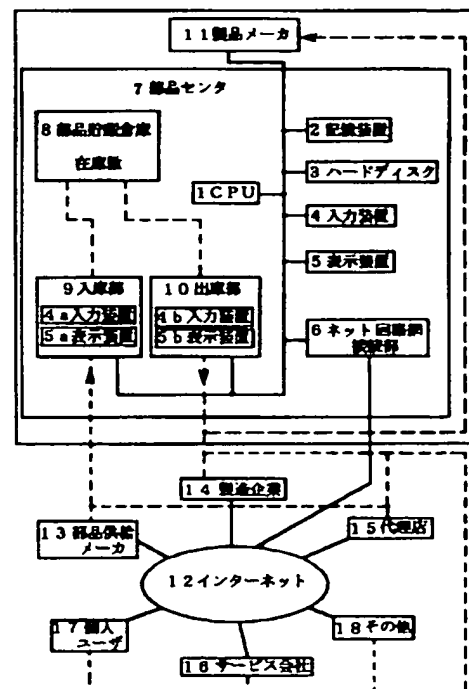 11製品メーカ
7部品センタ
8部品貯蔵倉庫
在庫数
2記憶装置
3ハードディスク
1CPU
4入力装置
5表示装置
9入庫部
4a入力装置
5a表示装置
10出庫部
4b入力装置
5b表示装置
6ネット回路網
接続部
14製造企業
13部品供給
メーカ
15代理店
12インターネット
17個人
ユーザ
18その他
16サービス会社